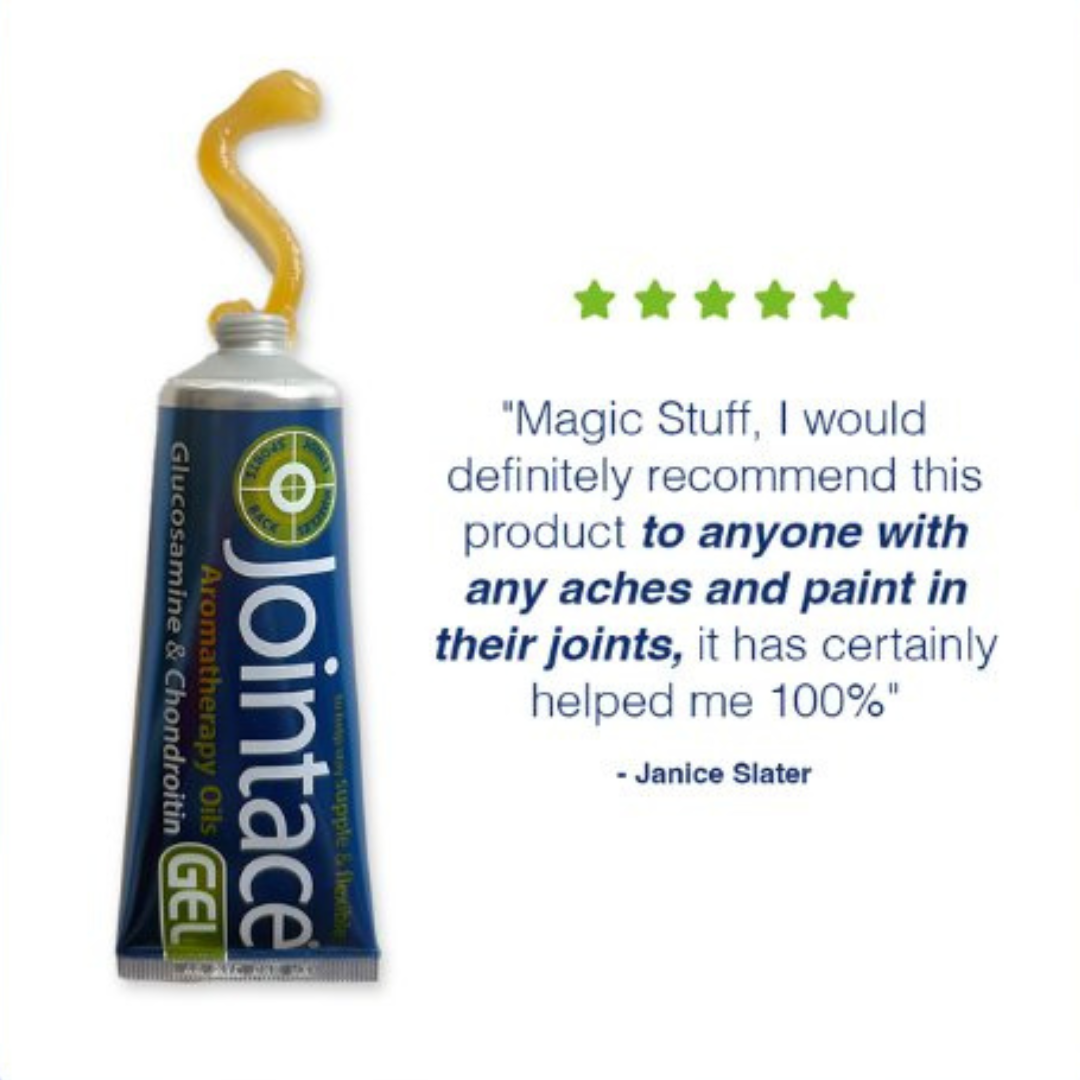 "Magic Stuff, I would
definitely recommend this
product to anyone with
any aches and paint in
their joints, it has certainly
helped me 100%"
- Janice Slater
SPORTS
BACK
Jointace
Supple & flexible
Aromatherapy Oils
Glucosamine & Chondroitin
GEL